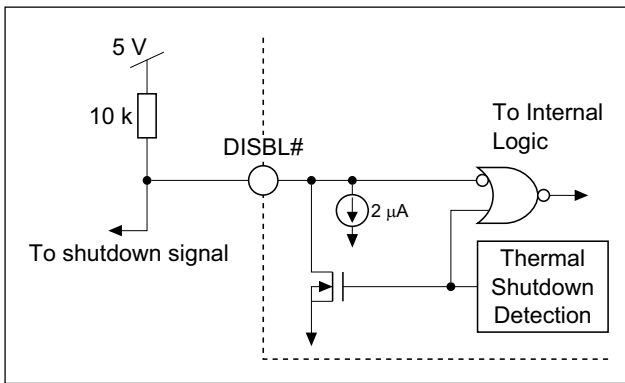 5 V
10 k
DISBL#
To shutdown signal
2 μA
To Internal
Logic
Thermal
Shutdown
Detection